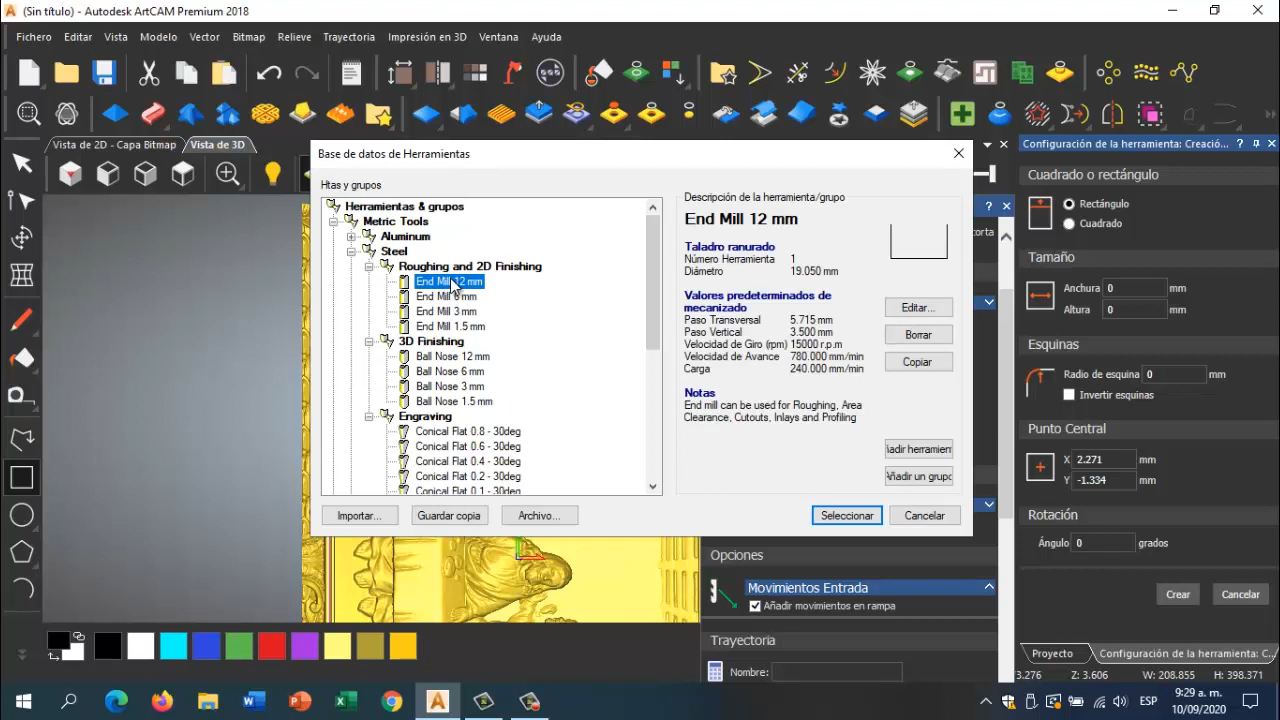 (Sin título) - Autodesk ArtCAM Premium 2018
Fichero Editar Vista Modelo Vector Bitmap Relieve Trayectoria Impresión en 3D Ventana Ayuda
Vista de 2D - Capa Bitmap Vista de 3D
Base de datos de Herramientas
Htas y grupos
Herramientas & grupos
Metric Tools
Aluminum
Steel
Roughing and 2D Finishing
End Mill 12 mm
End Mill 6 mm
End Mill 3 mm
End Mill 1.5 mm
3D Finishing
Ball Nose 12 mm
Ball Nose 6 mm
Ball Nose 3 mm
Ball Nose 1.5 mm
Engraving
Conical Flat 0.8 - 30deg
Conical Flat 0.6 - 30deg
Conical Flat 0.4 - 30deg
Conical Flat 0.2 - 30deg
Conical Flat 0.1 - 30deg
Importar... Guardar copia Archivo...
Descripción de la herramienta/grupo
End Mill 12 mm
Taladro ranurado
Número Herramienta 1
Diámetro 19.050 mm
Valores predeterminados de
mecanizado
Paso Transversal 5.715 mm
Paso Vertical 3.500 mm
Velocidad de Giro (rpm) 15000 r.p.m
Velocidad de Avance 780.000 mm/min
Carga 240.000 mm/min
Notas
End mill can be used for Roughing, Area
Clearance, Cutouts, Inlays and Profiling
Editar...
Borrar
Copiar
adir herramient
Añadir un grupo
Seleccionar Cancelar
orta
Opciones
Movimientos Entrada
Añadir movimientos en rampa
Trayectoria
Nombre:
Configuración de la herramienta: Creació...
Cuadrado o rectángulo
Rectángulo
Cuadrado
Tamaño
Anchura 0 mm
Altura 0 mm
Esquinas
Radio de esquina 0 mm
Invertir esquinas
Punto Central
X 2.271 mm
Y -1.334 mm
Rotación
Ángulo 0 grados
Crear Cancelar
Proyecto Configuración de la herramienta: C...
3.276 Z: 3.606 W: 208.855 H: 398.371
ESP
9:29 a. m.
10/09/2020